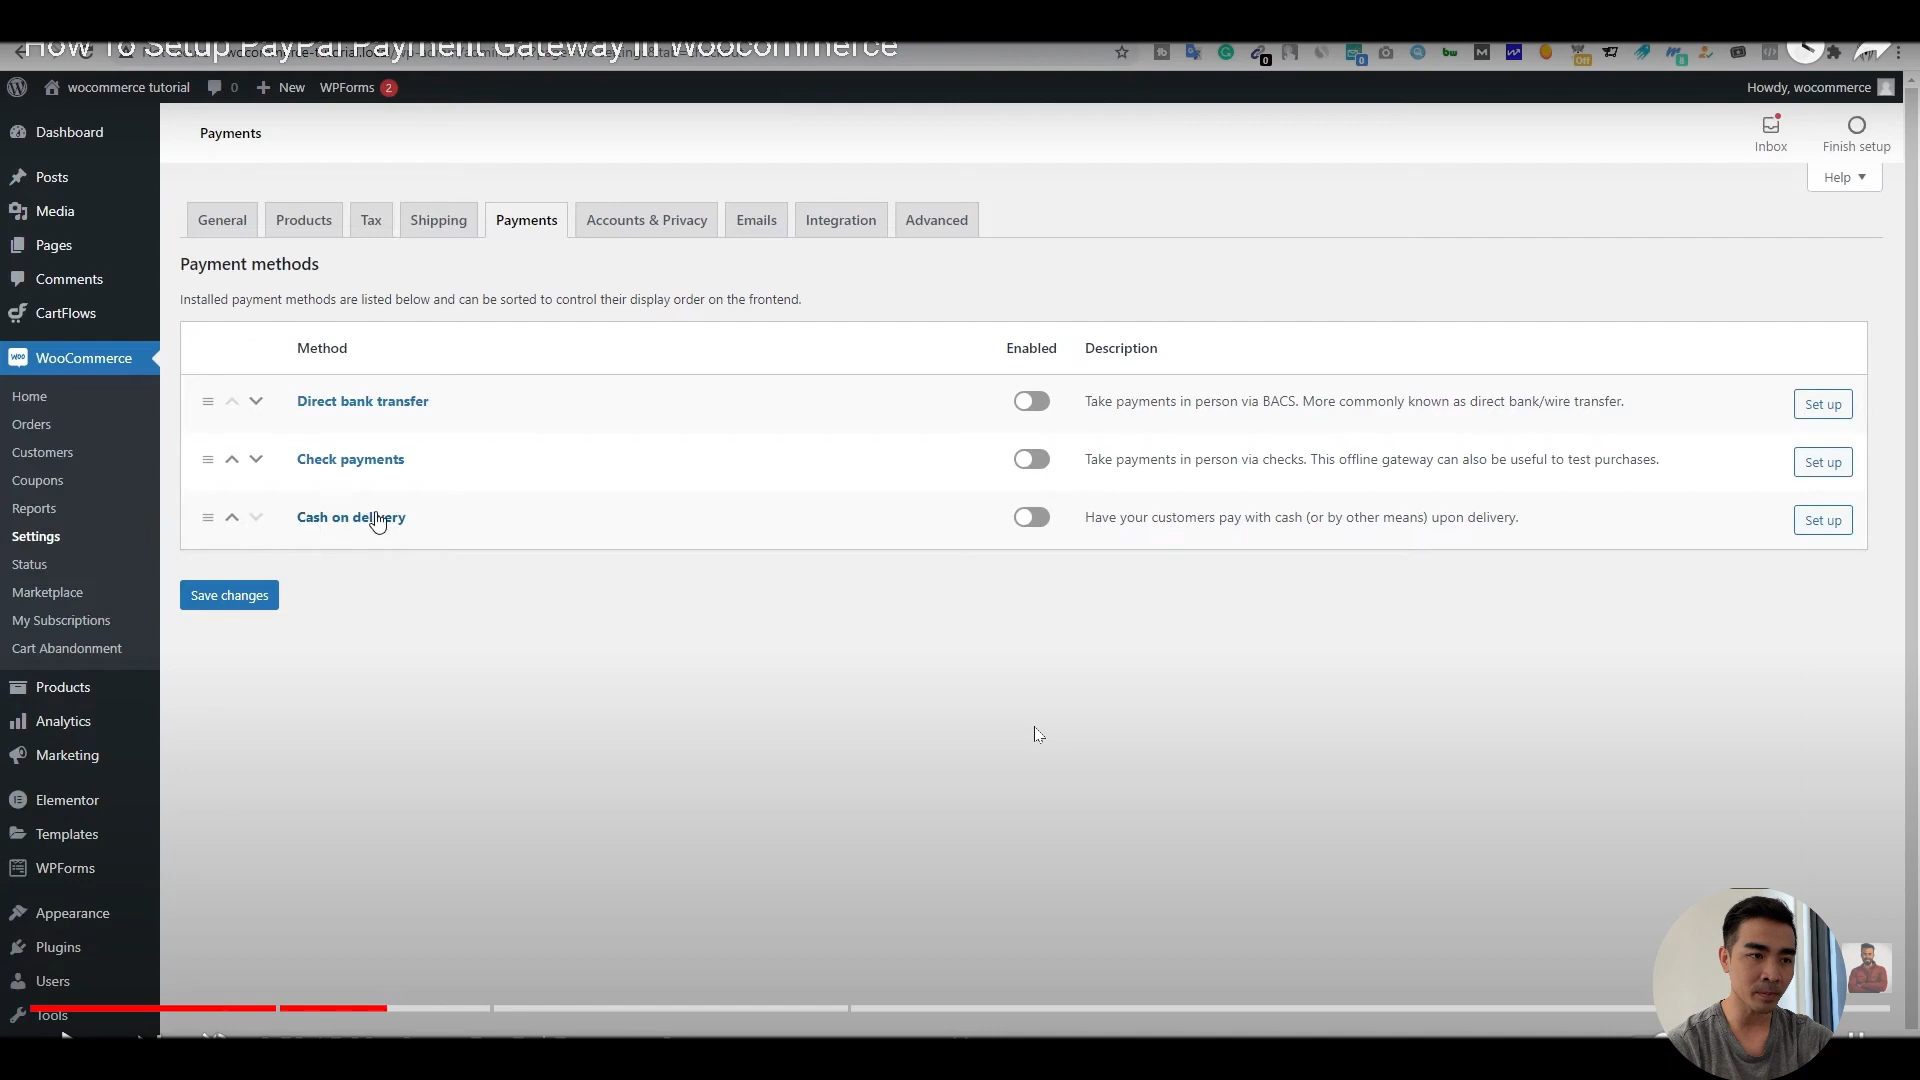 How To Setup PayPal Payment Gateway in Woocommerce
wocommerce tutorial
0
New
WPForms 2
Howdy, wocommerce
Payments
Inbox
Finish setup
Help
Dashboard
Posts
Media
Pages
Comments
CartFlows
WooCommerce
Home
Orders
Customers
Coupons
Reports
Settings
Status
Marketplace
My Subscriptions
Cart Abandonment
Products
Analytics
Marketing
Elementor
Templates
WPForms
Appearance
Plugins
Users
Tools
General
Products
Tax
Shipping
Payments
Accounts & Privacy
Emails
Integration
Advanced
Payment methods
Installed payment methods are listed below and can be sorted to control their display order on the frontend.
Method
Enabled
Description
Direct bank transfer
Take payments in person via BACS. More commonly known as direct bank/wire transfer.
Set up
Check payments
Take payments in person via checks. This offline gateway can also be useful to test purchases.
Set up
Cash on delivery
Have your customers pay with cash (or by other means) upon delivery.
Set up
Save changes